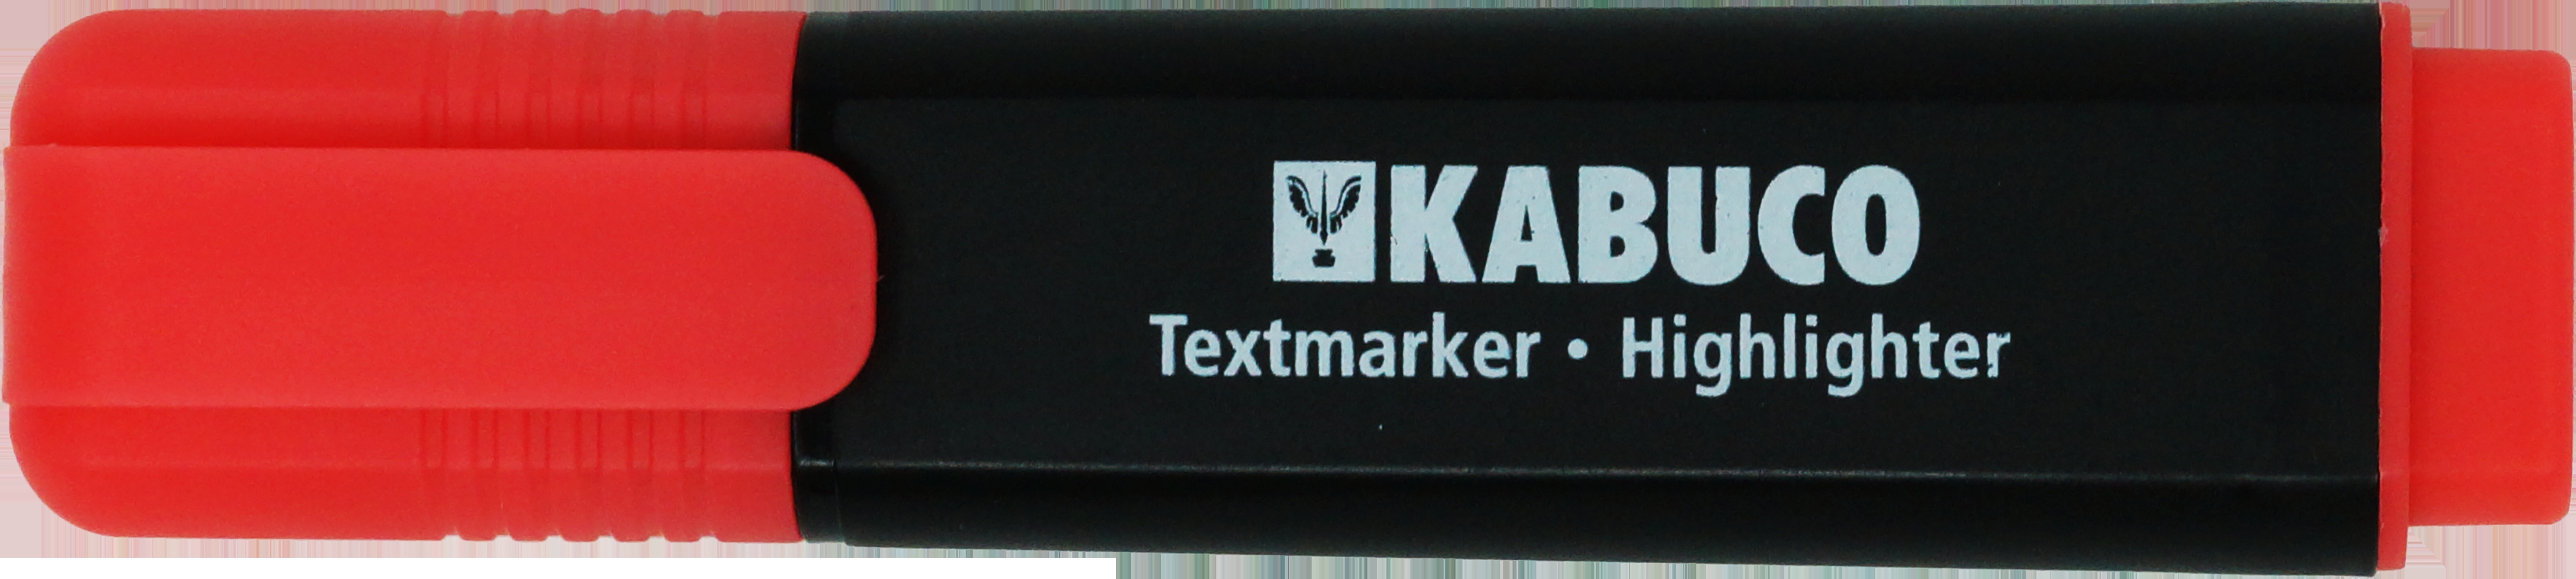 KABUCO
Textmarker • Highlighter